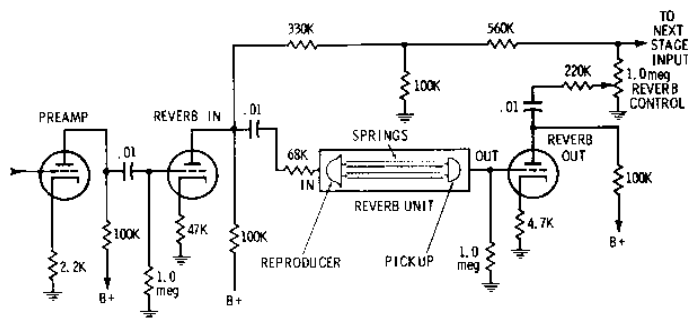 TO
NEXT
STAGE
INPUT
330K
560K
100K
220K
1.0meg
REVERB
CONTROL
.01
PREAMP
REVERB IN
.01
.01
SPRINGS
68K
IN
OUT
REVERB
OUT
REVERB UNIT
100K
47K
100K
100K
4.7K
2.2K
REPRODUCER
PICKUP
1.0
meg
1.0
meg
B+
B+
B+